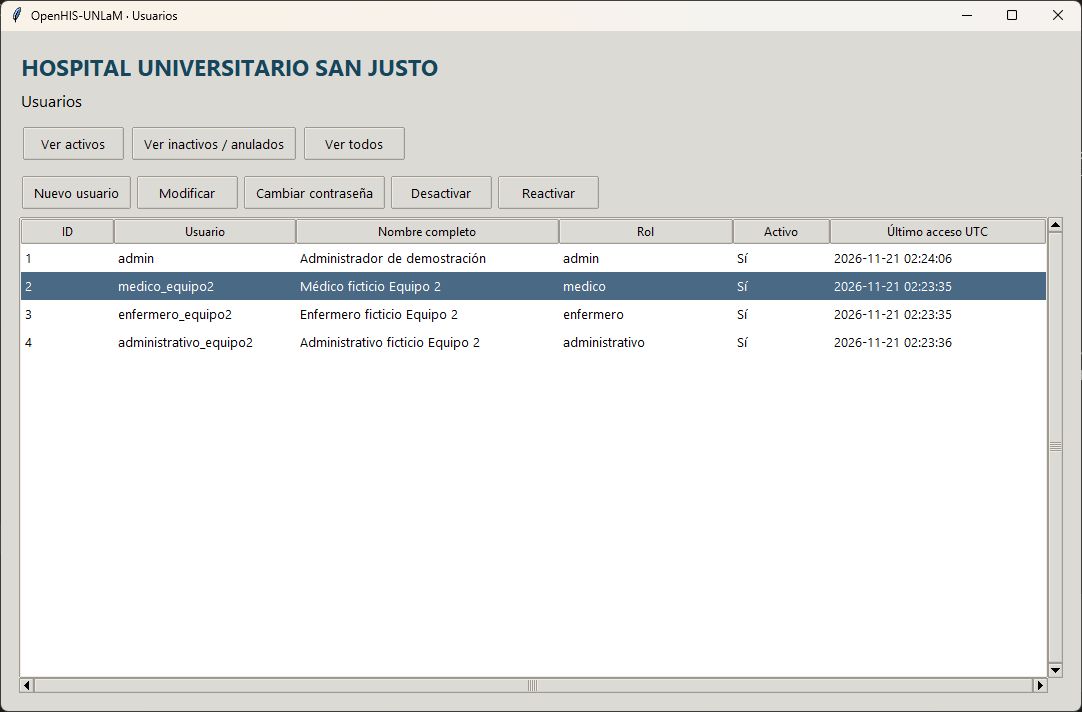 OpenHIS-UNLaM · Usuarios
HOSPITAL UNIVERSITARIO SAN JUSTO
Usuarios
Ver activos Ver inactivos / anulados Ver todos
Nuevo usuario Modificar Cambiar contraseña Desactivar Reactivar
ID Usuario Nombre completo Rol Activo Último acceso UTC
1 admin Administrador de demostración admin Sí 2026-11-21 02:24:06
2 medico_equipo2 Médico ficticio Equipo 2 medico Sí 2026-11-21 02:23:35
3 enfermero_equipo2 Enfermero ficticio Equipo 2 enfermero Sí 2026-11-21 02:23:35
4 administrativo_equipo2 Administrativo ficticio Equipo 2 administrativo Sí 2026-11-21 02:23:36